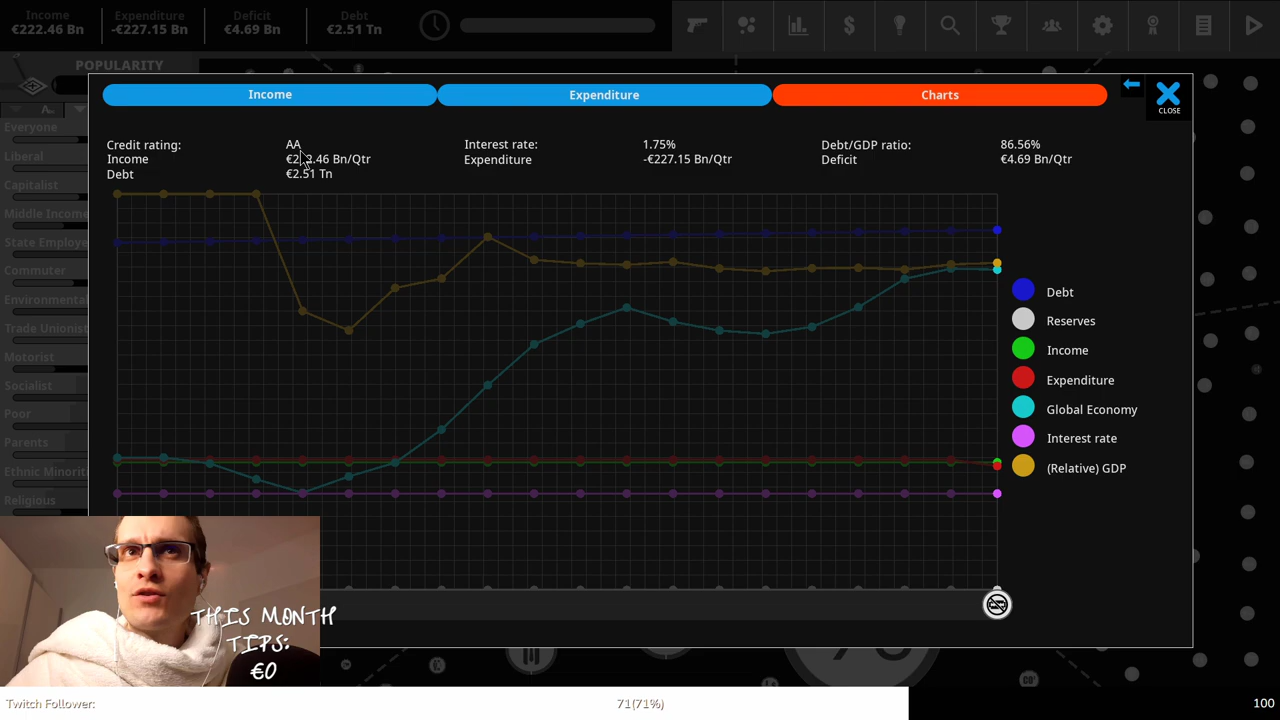 Income Expenditure Deficit Debt
€222.46 Bn -€227.15 Bn €4.69 Bn €2.51 Tn
POPULARITY
Income Expenditure Charts
CLOSE
Credit rating: AA Interest rate: 1.75% Debt/GDP ratio: 86.56%
Income Bn/Qtr Expenditure -€227.15 Bn/Qtr Deficit €4.69 Bn/Qtr
Debt €2.51 Tn
Everyone
Liberal
Capitalist
Middle Income
State Employe
Commuter
Environmental
Trade Unionist
Motorist
Socialist
Poor
Parents
Ethnic Minorit
Religious
Debt
Reserves
Income
Expenditure
Global Economy
Interest rate
(Relative) GDP
THIS MONTH
TIPS:
€0
Twitch Follower: 71(71%) 100